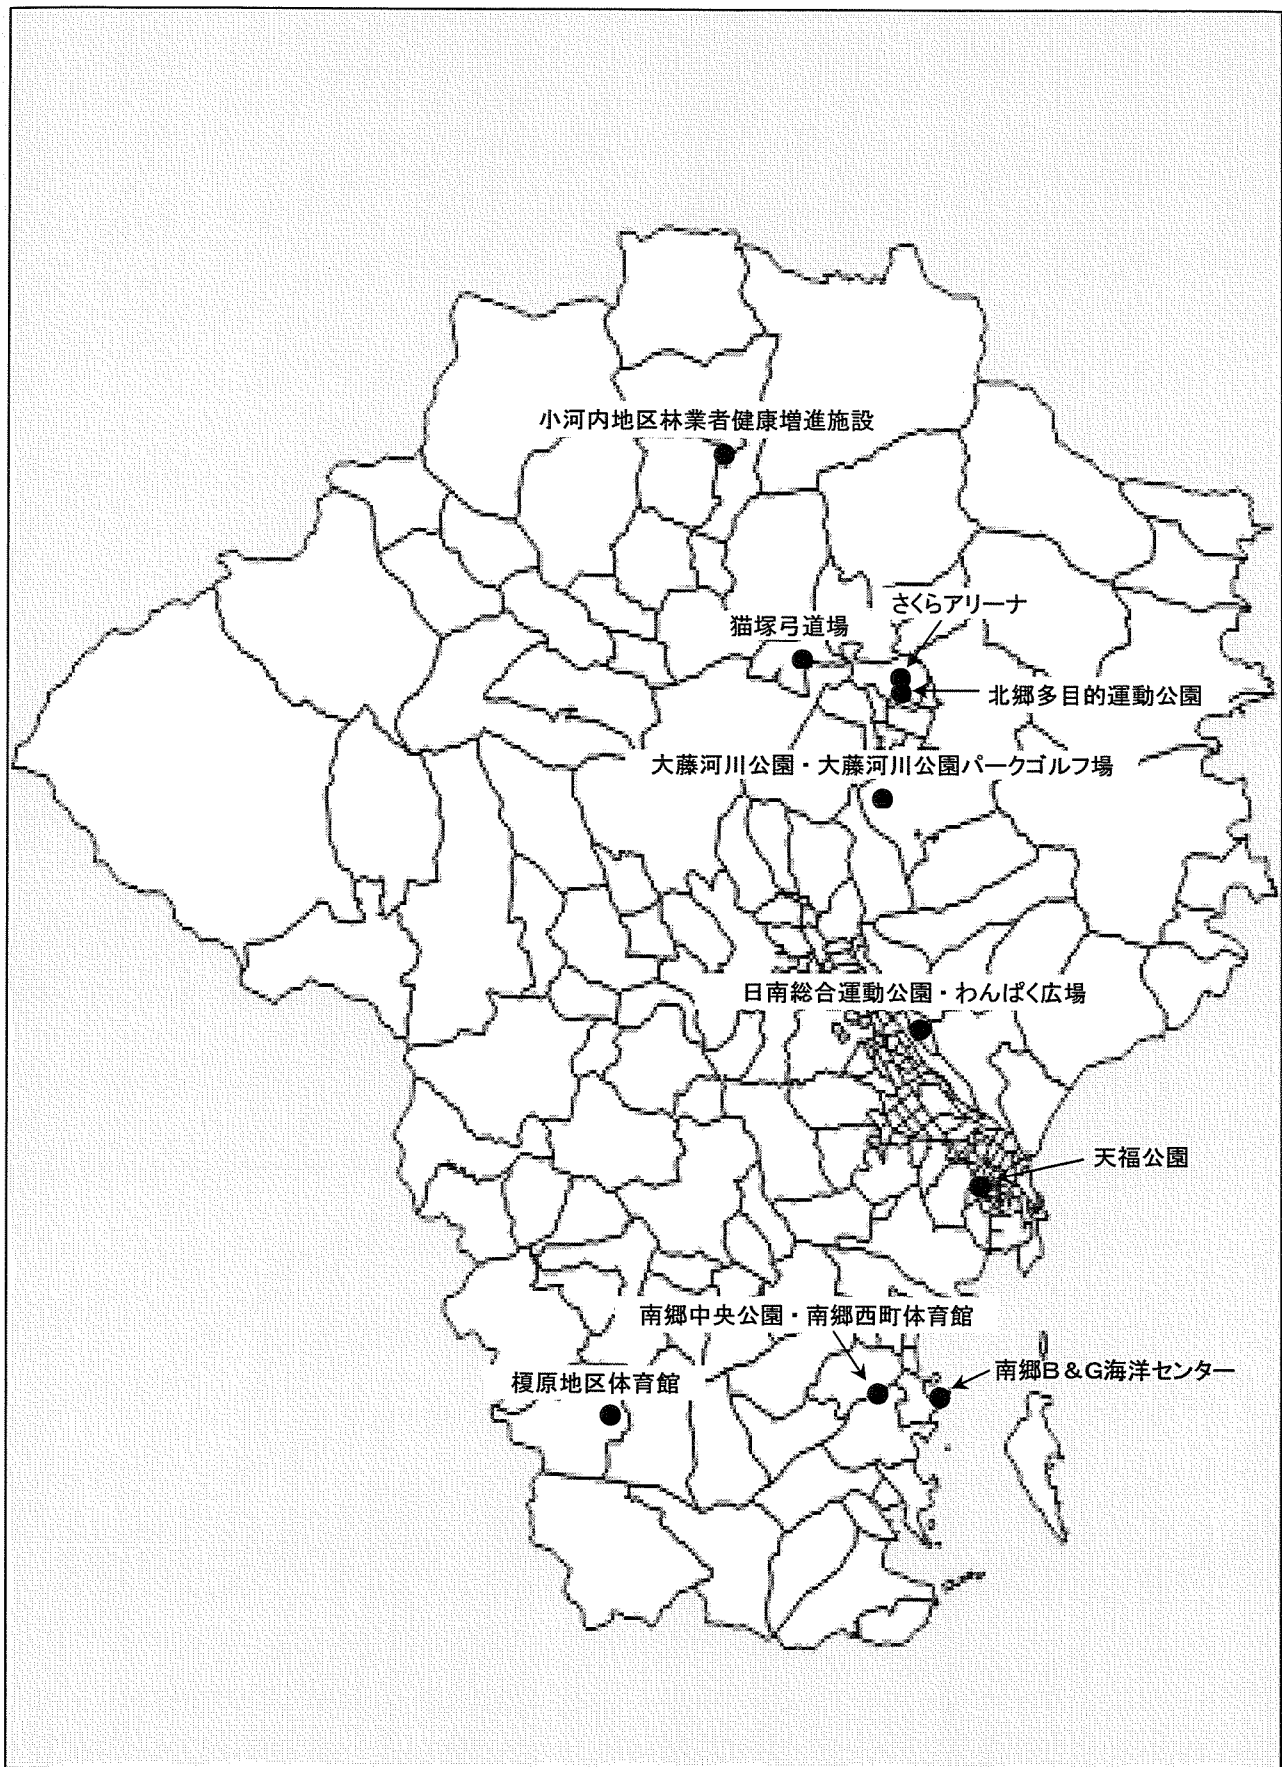 小河内地区林業者健康増進施設
さくらアリーナ
猫塚弓道場
北郷多目的運動公園
大藤河川公園・大藤河川公園パークゴルフ場
日南総合運動公園・わんぱく広場
天福公園
南郷中央公園・南郷西町体育館
南郷B＆G海洋センター
榎原地区体育館